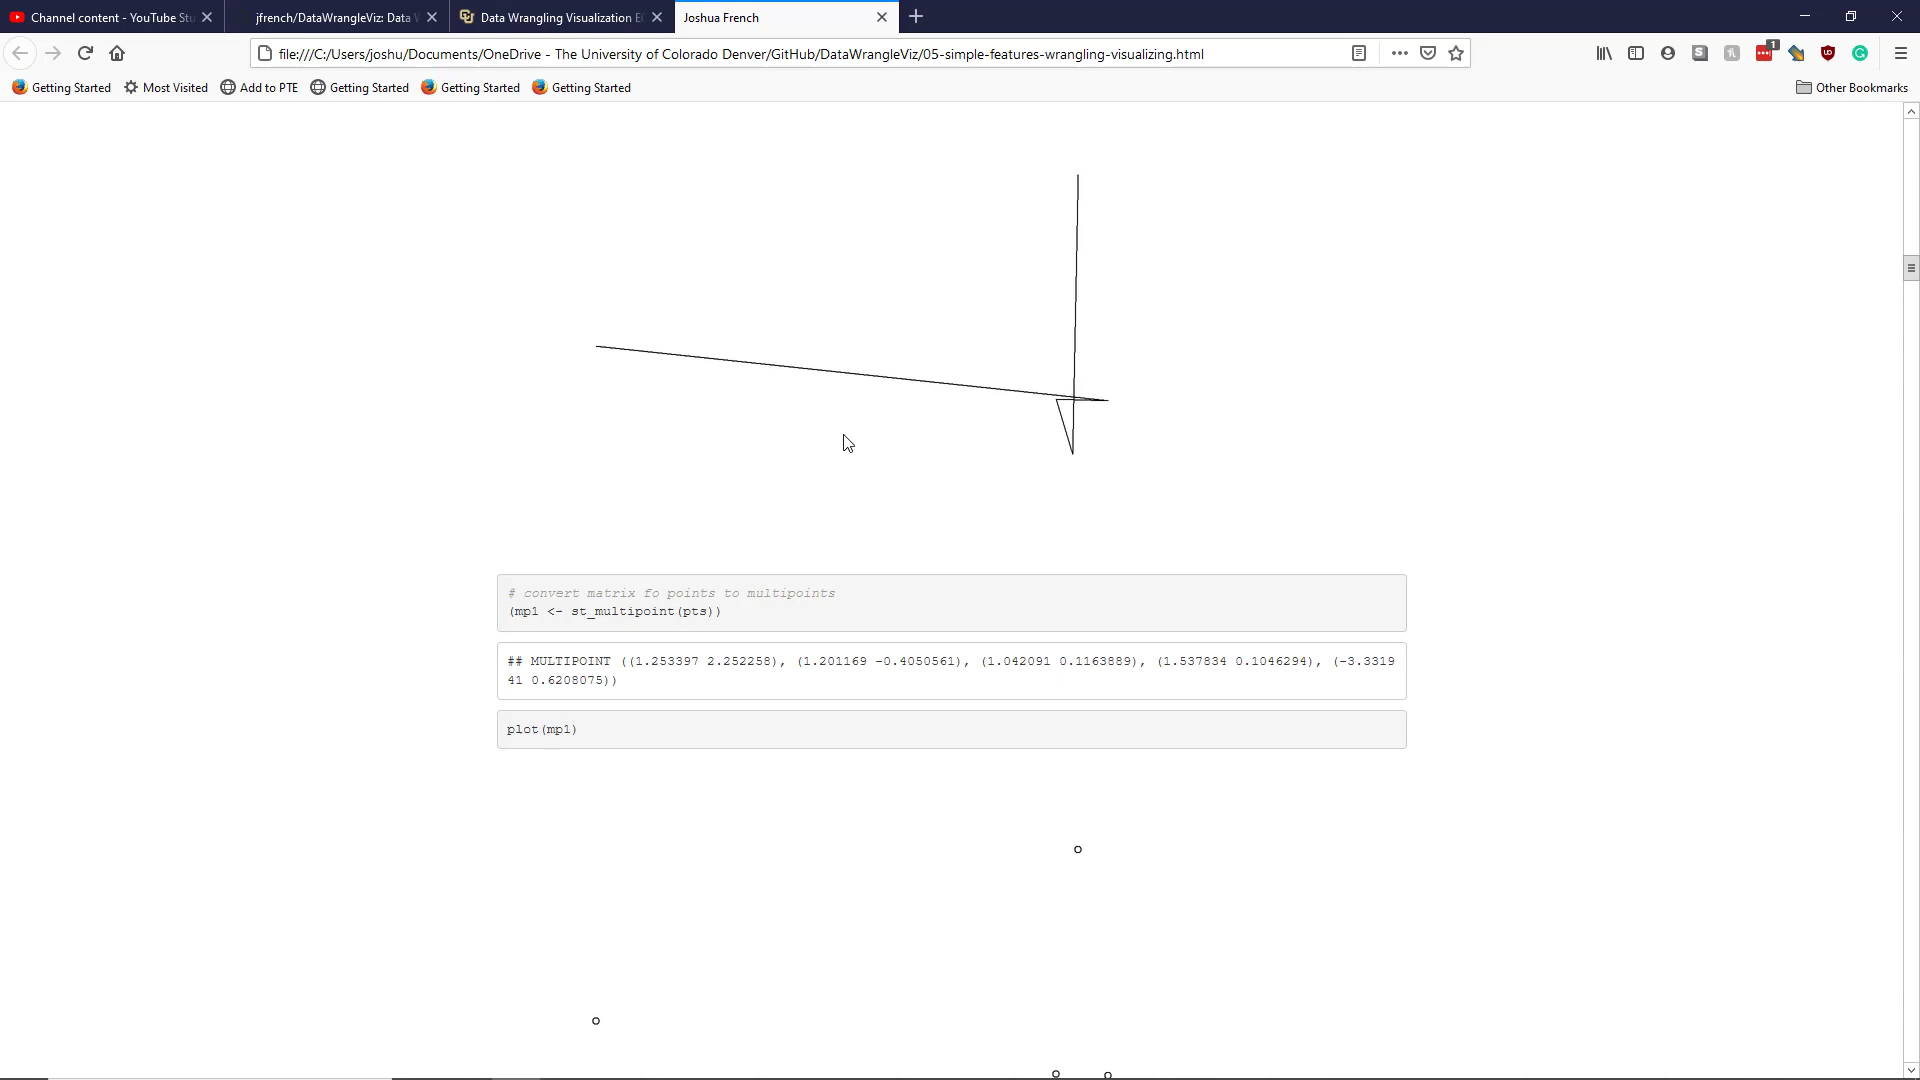 Channel content - YouTube Stu
jfrench/DataWrangleViz: Data W
Data Wrangling Visualization EC
Joshua French
file:///C:/Users/joshu/Documents/OneDrive - The University of Colorado Denver/GitHub/DataWrangleViz/05-simple-features-wrangling-visualizing.html
1
Getting Started
Most Visited
Add to PTE
Getting Started
Getting Started
Getting Started
Other Bookmarks
# convert matrix fo points to multipoints
(mp1 <- st_multipoint(pts))
## MULTIPOINT ((1.253397 2.252258), (1.201169 -0.4050561), (1.042091 0.1163889), (1.537834 0.1046294), (-3.3319
41 0.6208075))
plot(mp1)